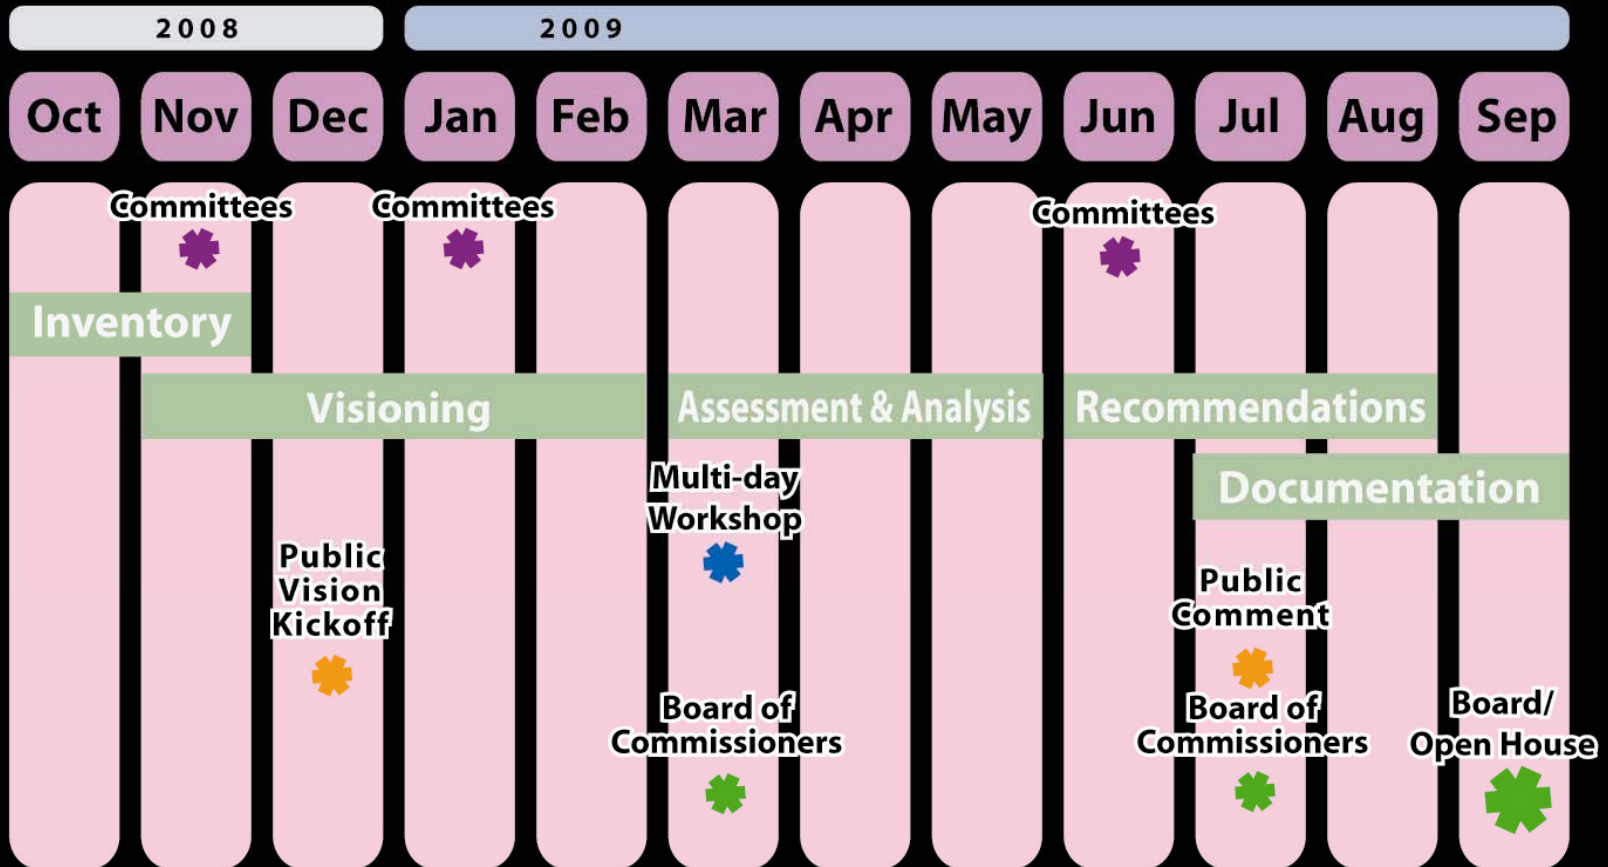 2008
2009
Oct
Nov
Dec
Jan
Feb
Mar
Apr
May
Jun
Jul
Aug
Sep
Committees
Committees
Committees
Inventory
Visioning
Assessment & Analysis
Recommendations
Documentation
Multi-day
Workshop
Public
Vision
Kickoff
Public
Comment
Board of
Commissioners
Board of
Commissioners
Board/
Open House